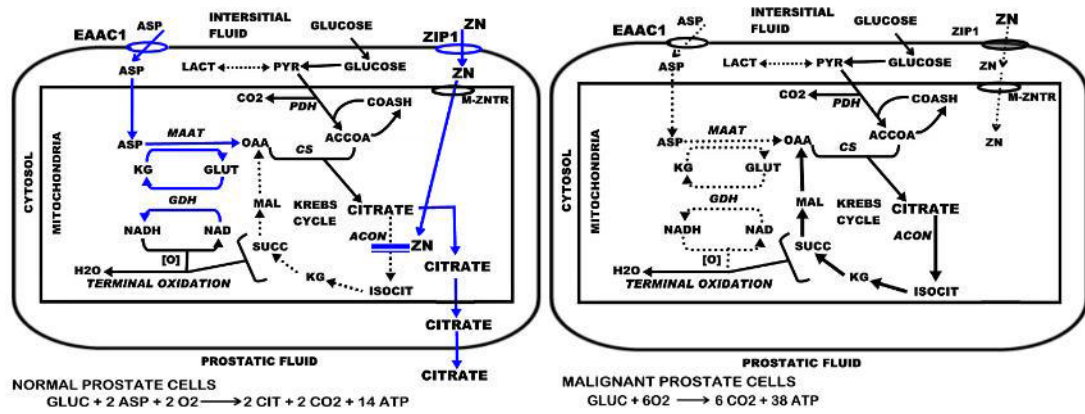 ASP
INTERSITIAL
FLUID
GLUCOSE
ZN
EAAC1
ZIP1
ASP
LACT
PYR
GLUCOSE
ZN
CO2
PDH
COASH
M-ZNTR
ACCOA
ASP
MAAT
OAA
CS
KG
GLUT
GDH
MAL
KREBS
CYCLE
CITRATE
NADH
NAD
ACON
ZN
SUCC
[O]
H2O
TERMINAL OXIDATION
KG
ISOCIT
CITRATE
CITRATE
CITRATE
CYTOSOL
MITOCHONDRIA
PROSTATIC FLUID
NORMAL PROSTATE CELLS
GLUC + 2 ASP + 2 O2 → 2 CIT + 2 CO2 + 14 ATP
ASP
INTERSITIAL
FLUID
GLUCOSE
ZN
EAAC1
ZIP1
ASP
LACT
PYR
GLUCOSE
ZN
CO2
PDH
COASH
M-ZNTR
ACCOA
ZN
ASP
MAAT
OAA
CS
KG
GLUT
GDH
MAL
KREBS
CYCLE
CITRATE
NADH
NAD
ACON
SUCC
[O]
H2O
TERMINAL OXIDATION
KG
ISOCIT
CYTOSOL
MITOCHONDRIA
PROSTATIC FLUID
MALIGNANT PROSTATE CELLS
GLUC + 6O2 → 6 CO2 + 38 ATP